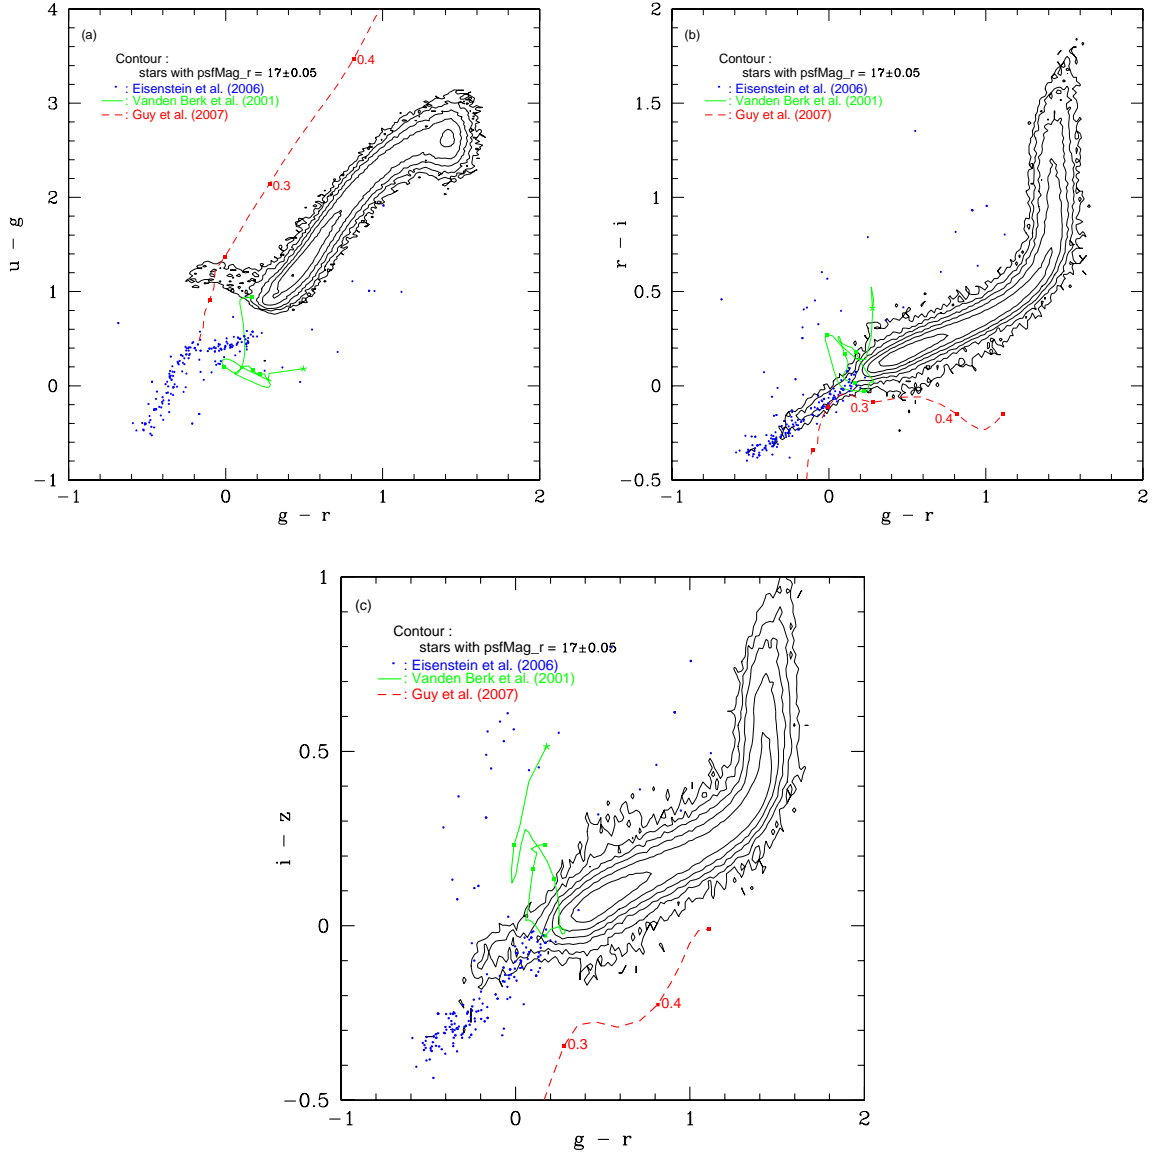 (a)
Contour :
stars with psfMag_r = 17±0.05
: Eisenstein et al. (2006)
: Vanden Berk et al. (2001)
: Guy et al. (2007)
0.4
0.3
4
3
2
1
0
−1
−1
0
1
2
u − g
g − r
(b)
Contour :
stars with psfMag_r = 17±0.05
: Eisenstein et al. (2006)
: Vanden Berk et al. (2001)
: Guy et al. (2007)
0.3
0.4
2
1.5
1
0.5
0
−0.5
−1
0
1
2
r − i
g − r
(c)
Contour :
stars with psfMag_r = 17±0.05
: Eisenstein et al. (2006)
: Vanden Berk et al. (2001)
: Guy et al. (2007)
0.4
0.3
1
0.5
0
−0.5
−1
0
1
2
i − z
g − r